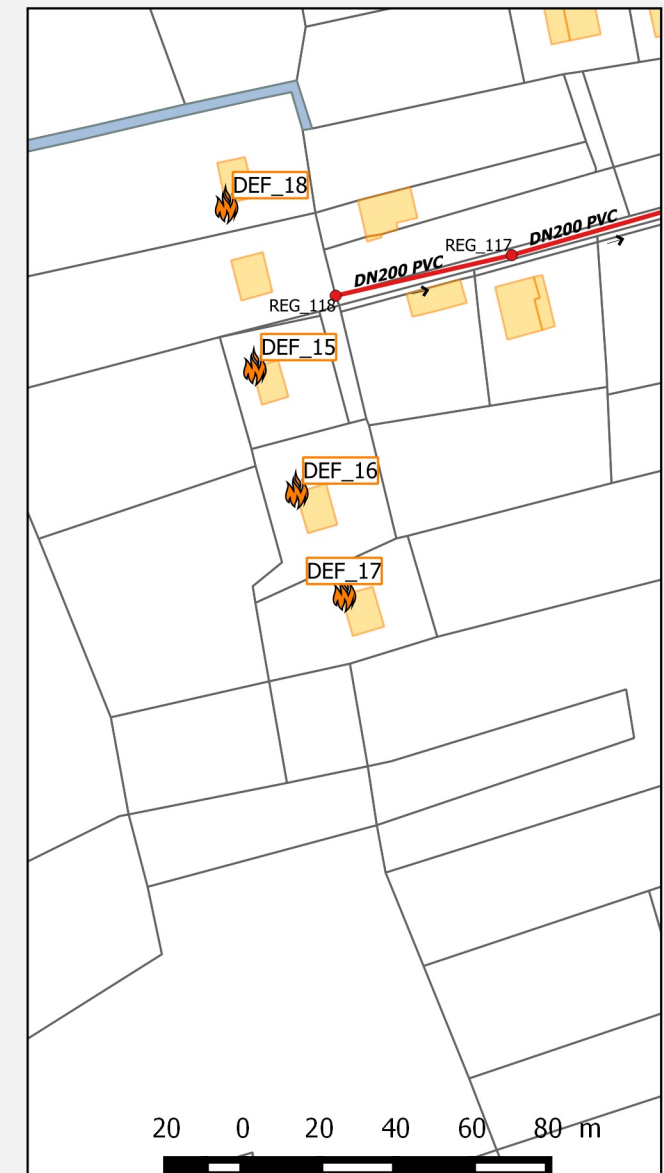 DEF_18
DN200 PVC
REG_117
DN200 PVC
REG_118
DEF_15
DEF_16
DEF_17
20 0 20 40 60 80 m